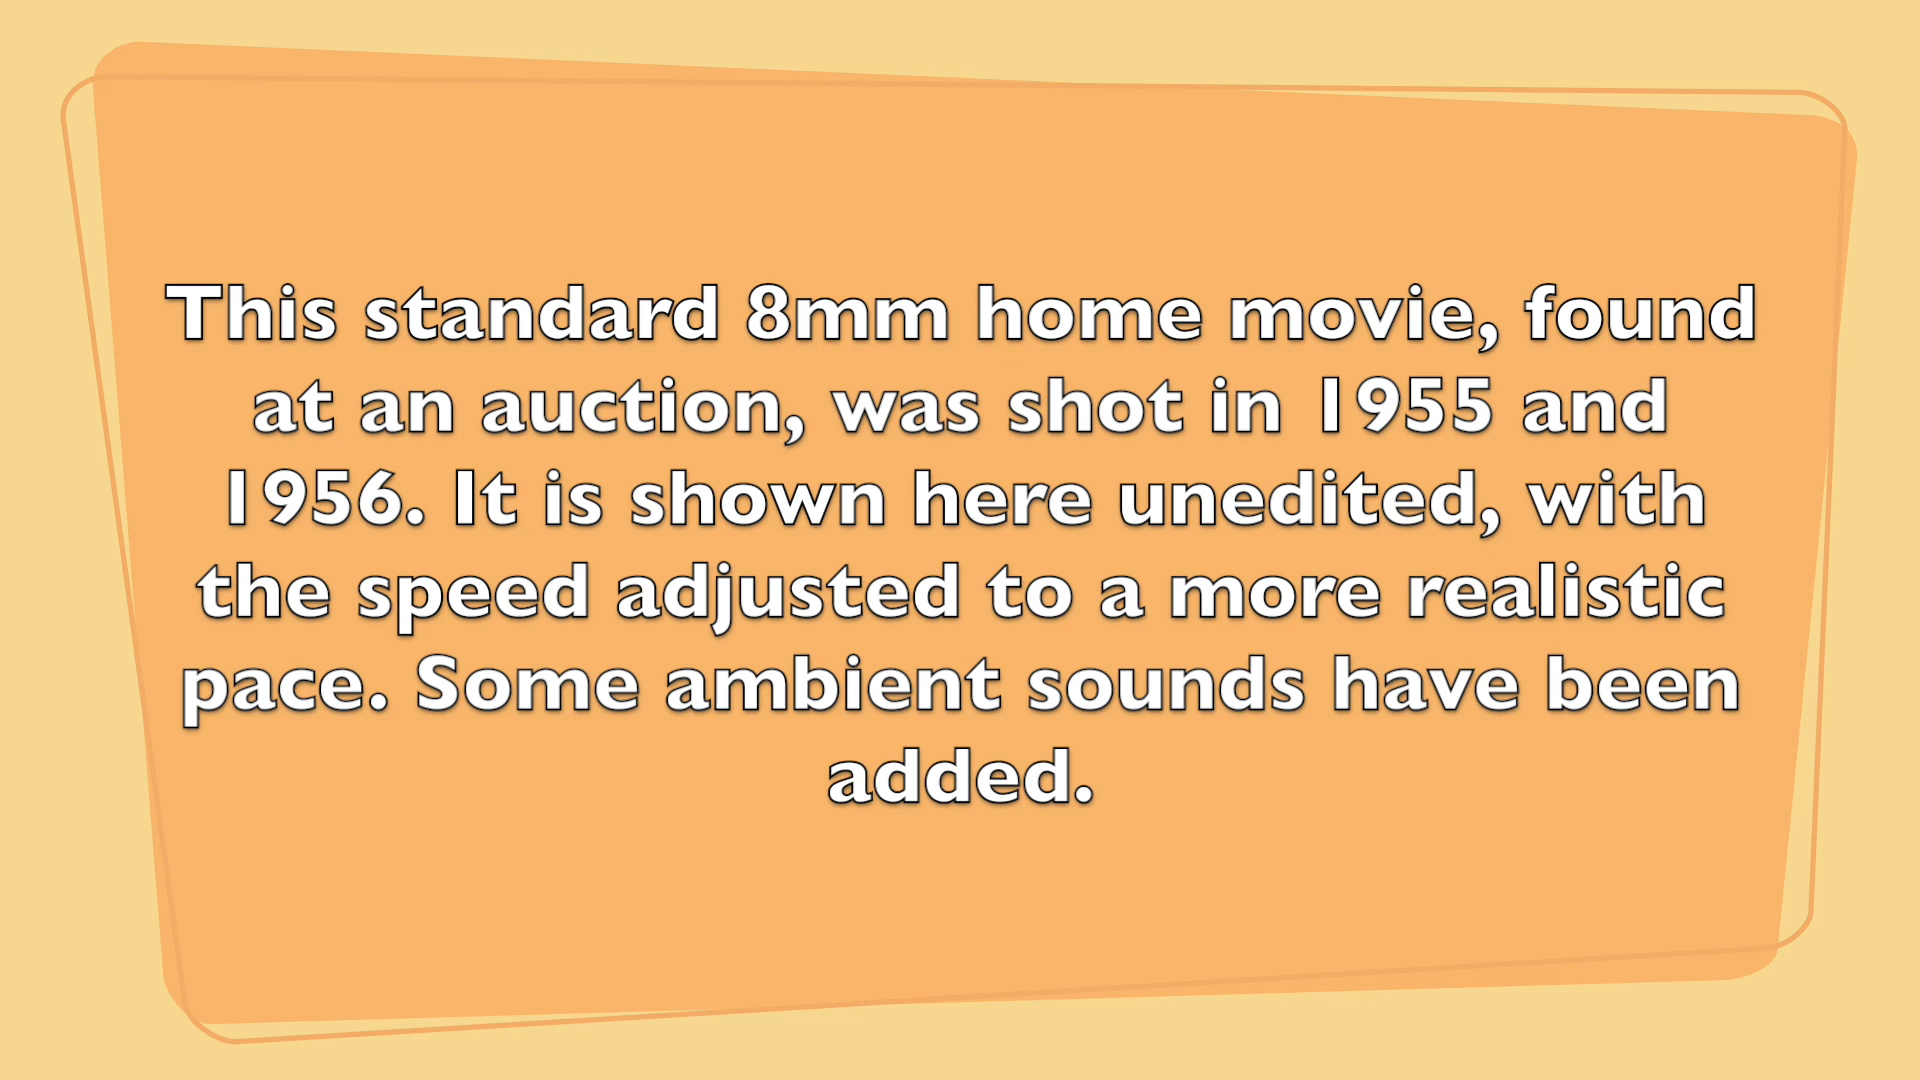 This standard 8mm home movie, found
at an auction, was shot in 1955 and
1956. It is shown here unedited, with
the speed adjusted to a more realistic
pace. Some ambient sounds have been
added.